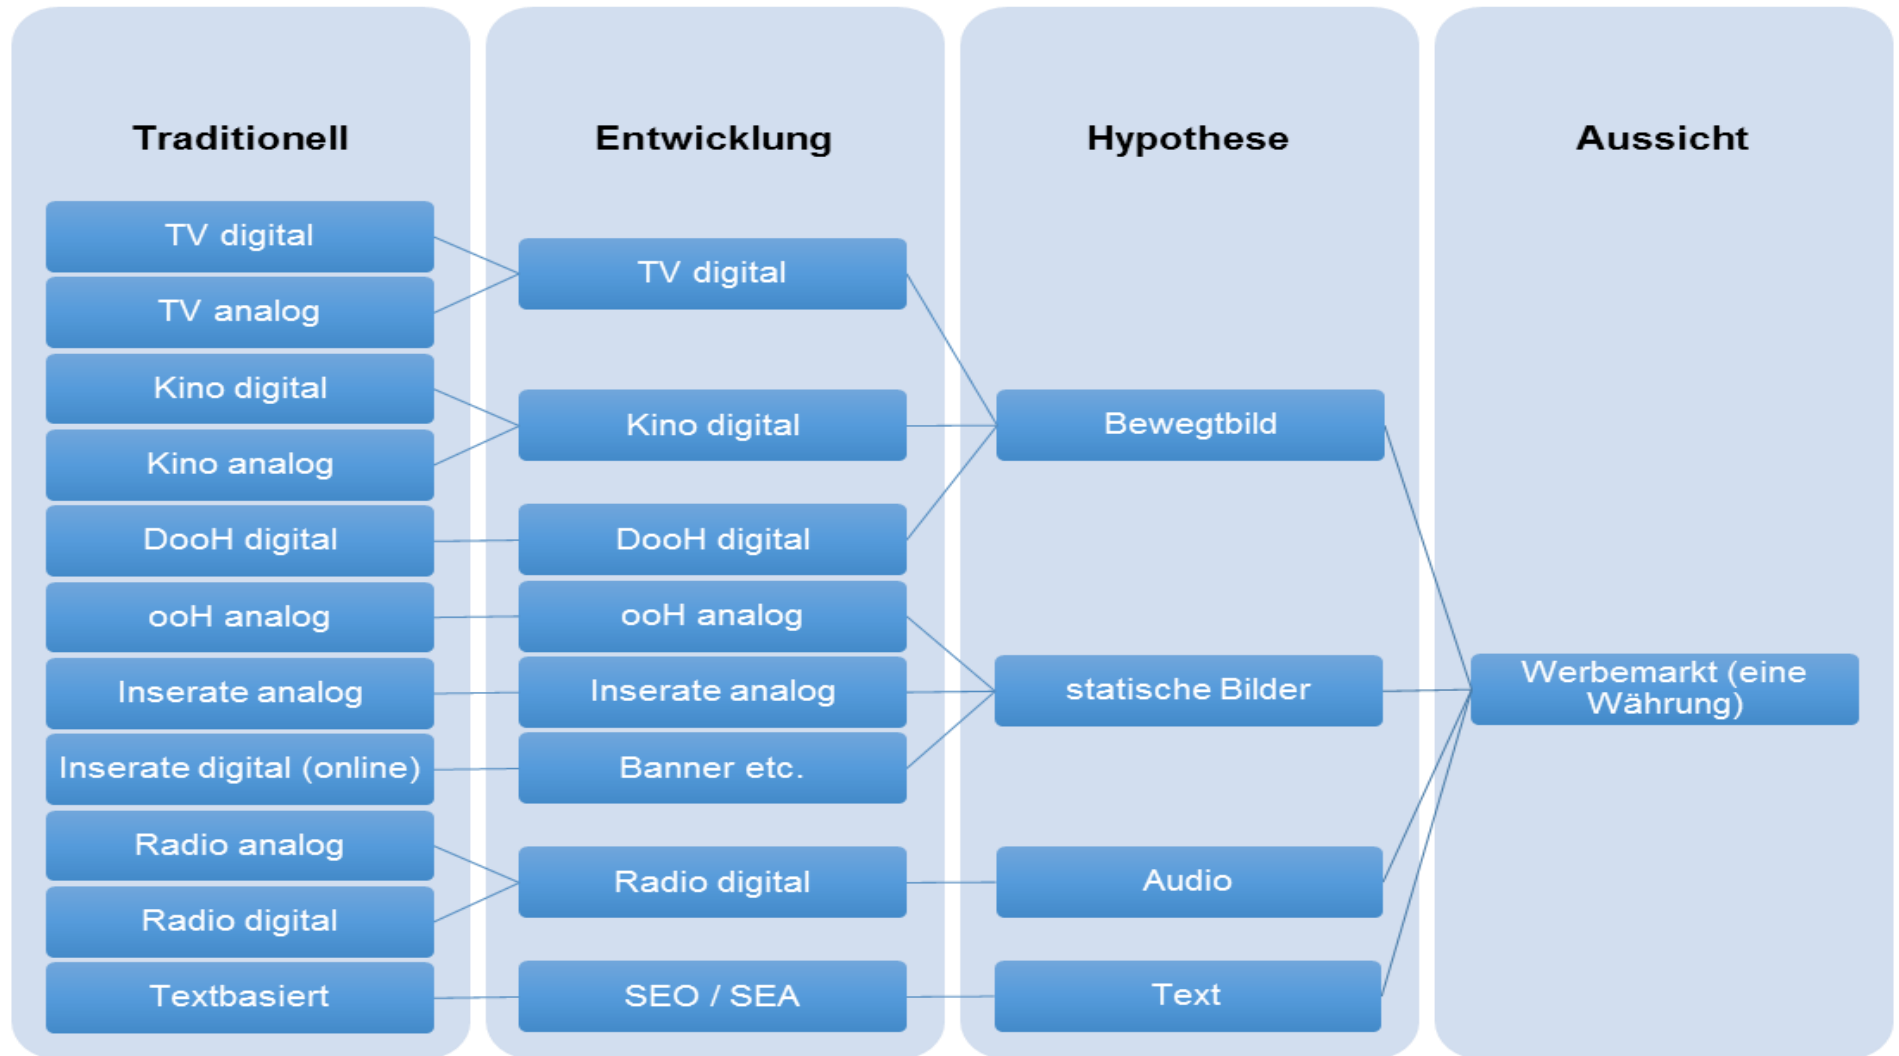 Traditionell
TV digital
TV analog
Kino digital
Kino analog
DooH digital
ooH analog
Inserate analog
Inserate digital (online)
Radio analog
Radio digital
Textbasiert
Entwicklung
TV digital
Kino digital
DooH digital
ooH analog
Inserate analog
Banner etc.
Radio digital
SEO / SEA
Hypothese
Bewegtbild
statische Bilder
Audio
Text
Aussicht
Werbemarkt (eine
Währung)